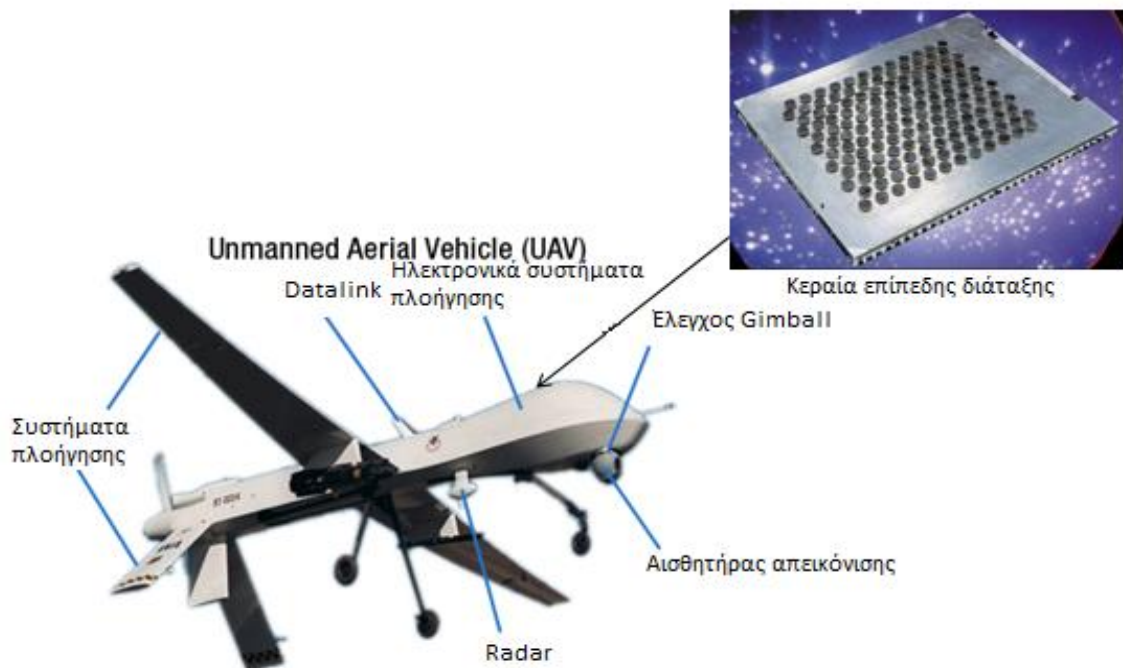 Unmanned Aerial Vehicle (UAV)
Datalink
Ηλεκτρονικά συστήματα
πλοήγησης
Κεραία επίπεδης διάταξης
Έλεγχος Gimball
Συστήματα
πλοήγησης
Αισθητήρας απεικόνισης
Radar